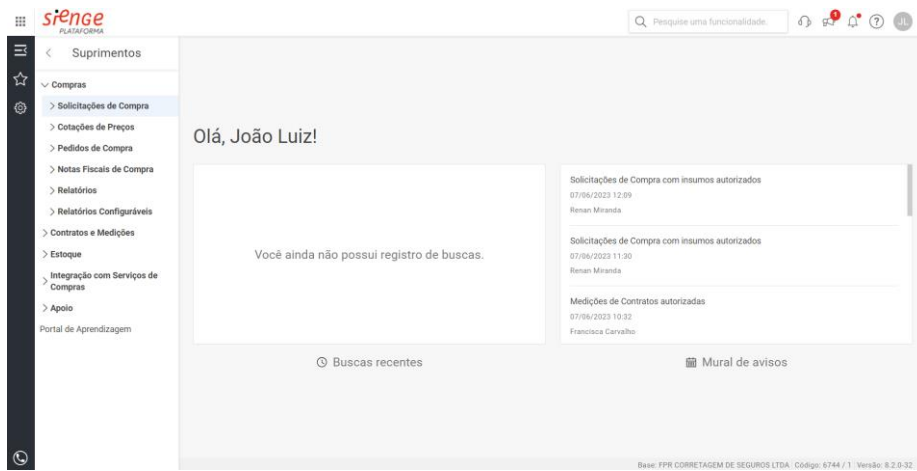 sienge
PLATAFORMA
Pesquise uma funcionalidade.
1
JL
Suprimentos
Compras
Solicitações de Compra
Cotações de Preços
Pedidos de Compra
Notas Fiscais de Compra
Relatórios
Relatórios Configuráveis
Contratos e Medições
Estoque
Integração com Serviços de
Compras
Apoio
Portal de Aprendizagem
Olá, João Luiz!
Você ainda não possui registro de buscas.
Buscas recentes
Solicitações de Compra com insumos autorizados
07/06/2023 12:09
Renan Miranda
Solicitações de Compra com insumos autorizados
07/06/2023 11:30
Renan Miranda
Medições de Contratos autorizadas
07/06/2023 10:32
Francisca Carvalho
Mural de avisos
Base: FPR CORRETAGEM DE SEGUROS LTDA Código: 6744 / 1 Versão: 8.2.0-32